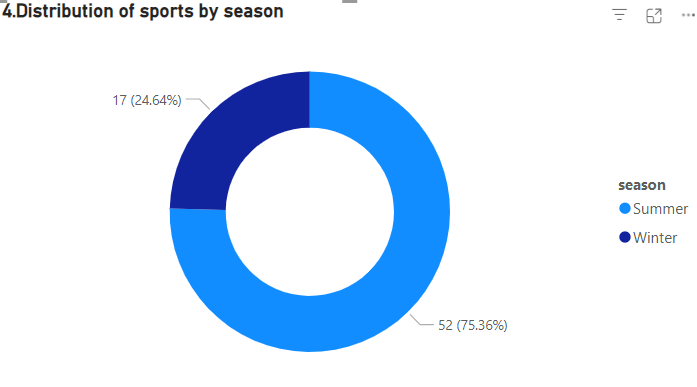 4.Distribution of sports by season
17 (24.64%)
season
Summer
Winter
52 (75.36%)